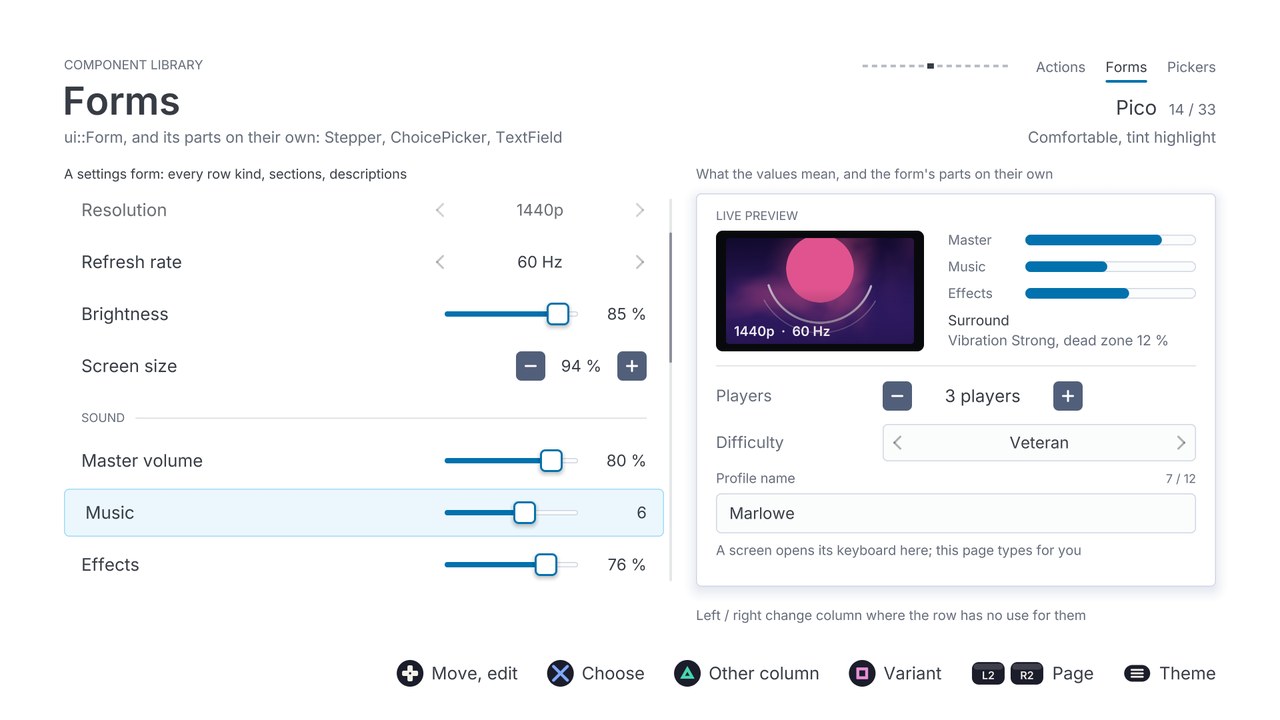 COMPONENT LIBRARY
Actions Forms Pickers
Forms
Pico 14 / 33
ui::Form, and its parts on their own: Stepper, ChoicePicker, TextField
Comfortable, tint highlight
A settings form: every row kind, sections, descriptions
Resolution 1440p
Refresh rate 60 Hz
Brightness 85 %
Screen size 94 %
SOUND
Master volume 80 %
Music 6
Effects 76 %
What the values mean, and the form's parts on their own
LIVE PREVIEW
1440p · 60 Hz
Master
Music
Effects
Surround
Vibration Strong, dead zone 12 %
Players 3 players
Difficulty Veteran
Profile name 7 / 12
Marlowe
A screen opens its keyboard here; this page types for you
Left / right change column where the row has no use for them
Move, edit Choose Other column Variant L2 R2 Page Theme